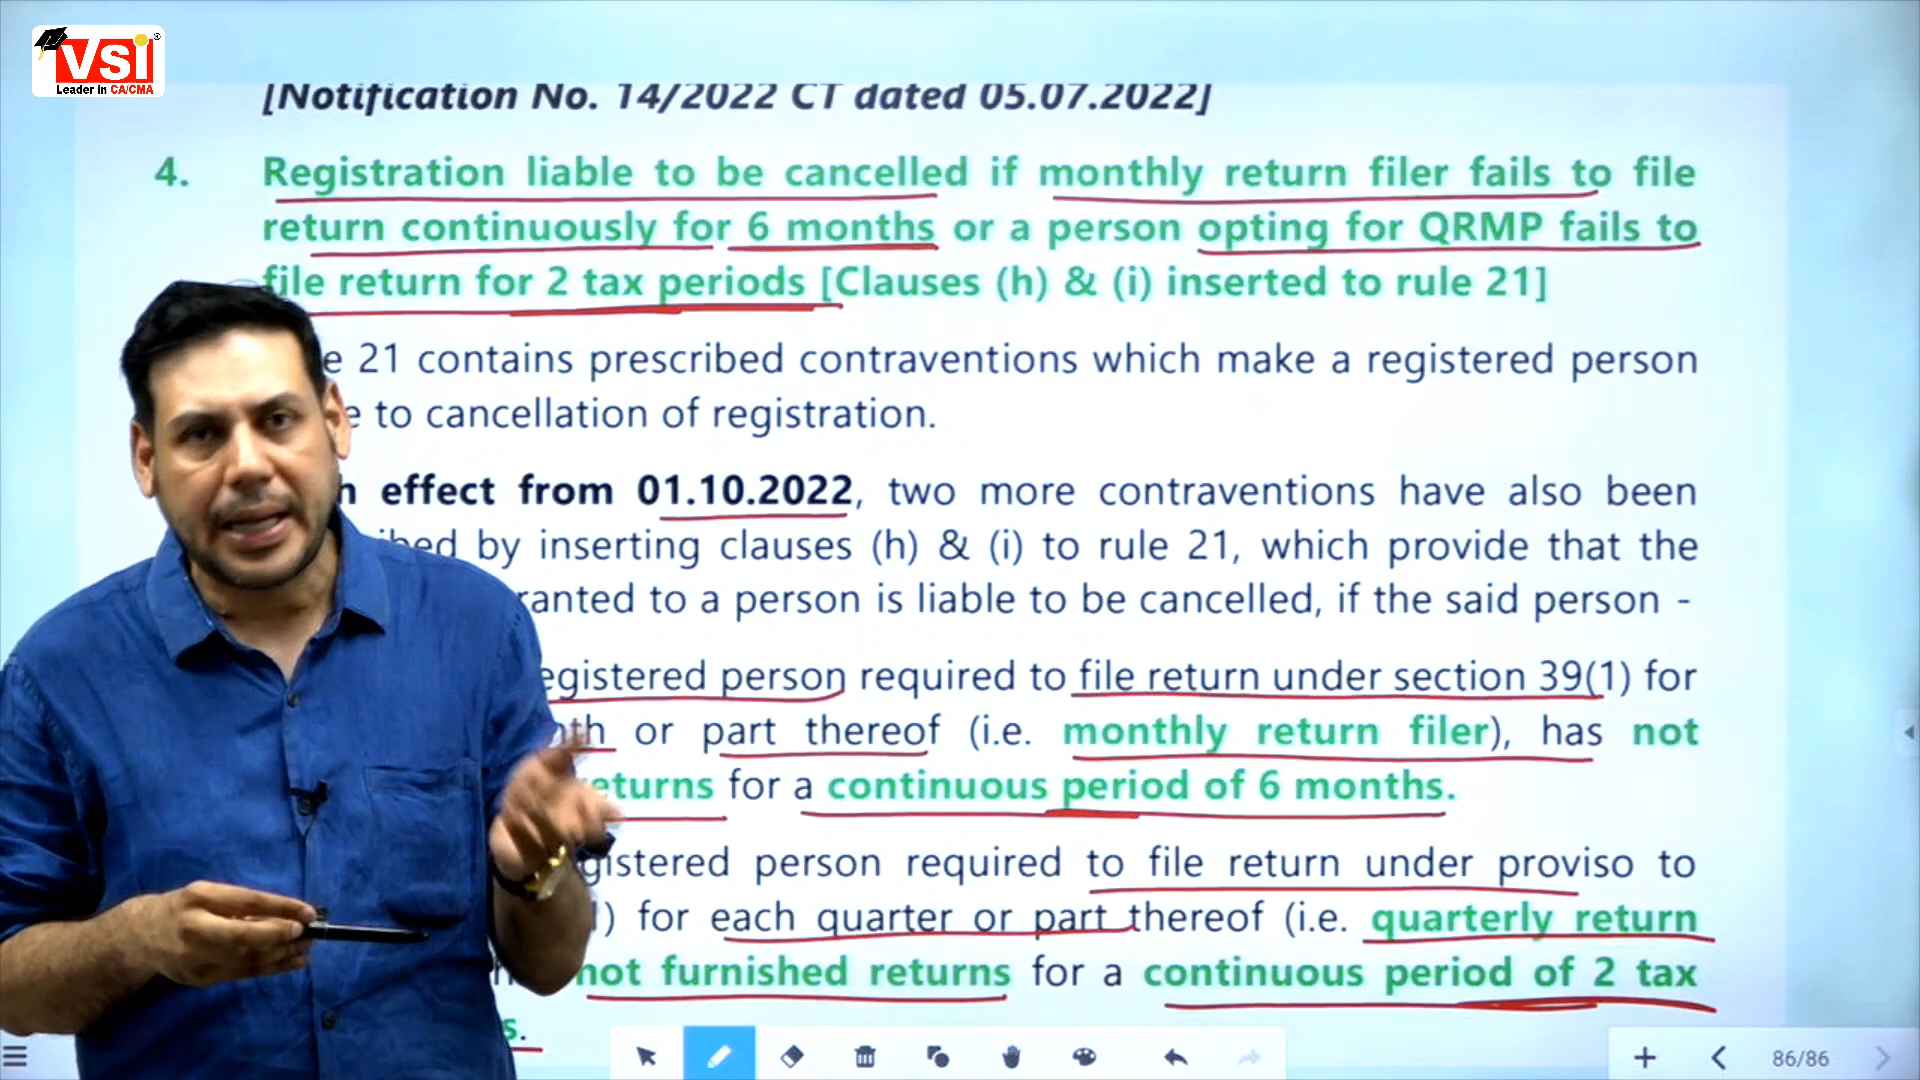 VSI
Leader in CA/CMA
[Notification No. 14/2022 CT dated 05.07.2022]
4. Registration liable to be cancelled if monthly return filer fails to file
return continuously for 6 months or a person opting for QRMP fails to
file return for 2 tax periods [Clauses (h) & (i) inserted to rule 21]
e 21 contains prescribed contraventions which make a registered person
e to cancellation of registration.
h effect from 01.10.2022, two more contraventions have also been
ibed by inserting clauses (h) & (i) to rule 21, which provide that the
ranted to a person is liable to be cancelled, if the said person -
egistered person required to file return under section 39(1) for
nth or part thereof (i.e. monthly return filer), has not
eturns for a continuous period of 6 months.
gistered person required to file return under proviso to
1) for each quarter or part thereof (i.e. quarterly return
not furnished returns for a continuous period of 2 tax
s.
86/86